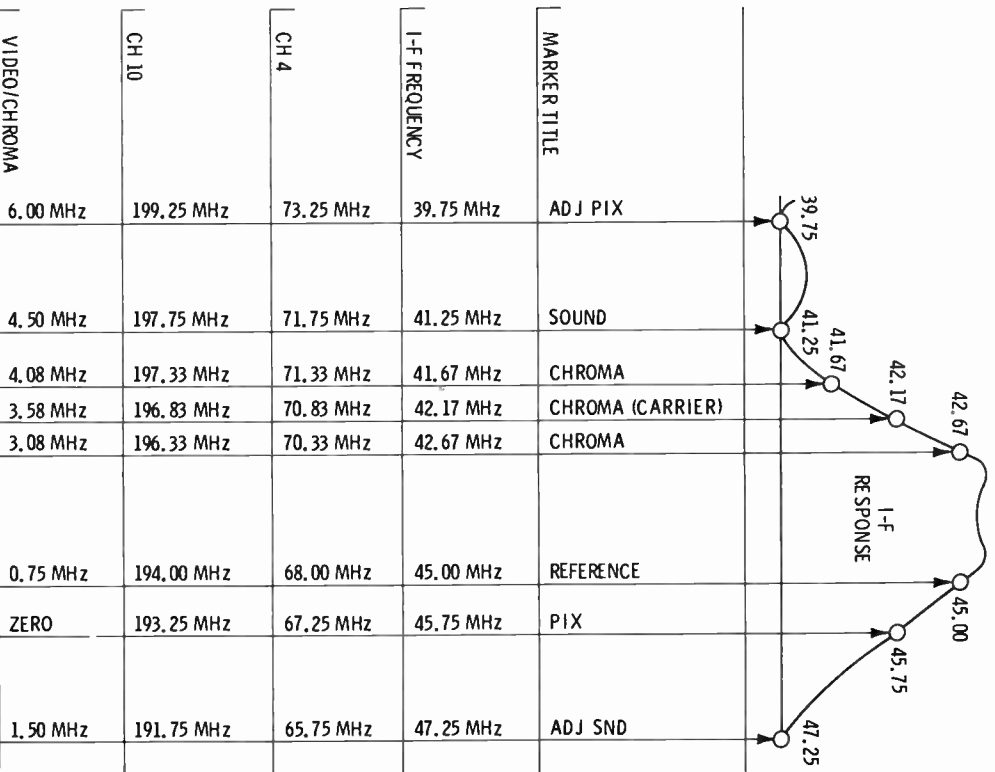 39.75
41.25
41.67
42.17
42.67
45.00
45.75
47.25
I-F
RESPONSE
MARKER TITLE
ADJ PIX
SOUND
CHROMA
CHROMA (CARRIER)
CHROMA
REFERENCE
PIX
ADJ SND
I-F FREQUENCY
39.75 MHz
41.25 MHz
41.67 MHz
42.17 MHz
42.67 MHz
45.00 MHz
45.75 MHz
47.25 MHz
CH 4
73.25 MHz
71.75 MHz
71.33 MHz
70.83 MHz
70.33 MHz
68.00 MHz
67.25 MHz
65.75 MHz
CH 10
199.25 MHz
197.75 MHz
197.33 MHz
196.83 MHz
196.33 MHz
194.00 MHz
193.25 MHz
191.75 MHz
VIDEO/CHROMA
6.00 MHz
4.50 MHz
4.08 MHz
3.58 MHz
3.08 MHz
0.75 MHz
ZERO
1.50 MHz